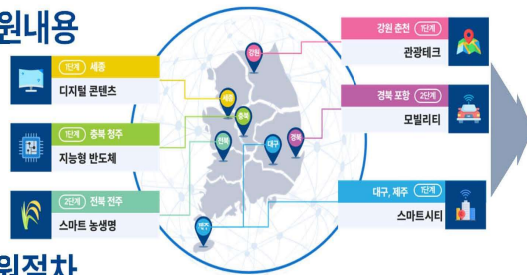 원내용
1단계 세종
디지털 콘텐츠
1단계 충북 청주
지능형 반도체
2단계 전북 전주
스마트 농생명
강원
세종
충북
전북
대구
경북
제주
강원 춘천 1단계
관광테크
경북 포항 2단계
모빌리티
대구, 제주 1단계
스마트시티
원절차